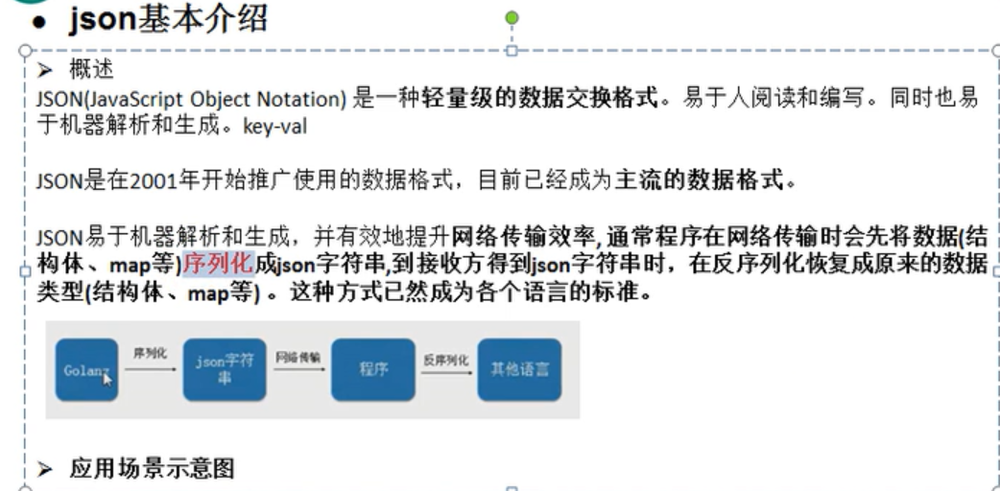 ● json基本介绍
➢ 概述
JSON(JavaScript Object Notation) 是一种轻量级的数据交换格式。易于人阅读和编写。同时也易
于机器解析和生成。key-val
JSON是在2001年开始推广使用的数据格式，目前已经成为主流的数据格式。
JSON易于机器解析和生成，并有效地提升网络传输效率,通常程序在网络传输时会先将数据(结
构体、map等)序列化成json字符串,到接收方得到json字符串时，在反序列化恢复成原来的数据
类型(结构体、map等) 。这种方式已然成为各个语言的标准。
Golang 序列化 json字符 网络传输 程序 反序列化 其他语言
串
➢ 应用场景示意图